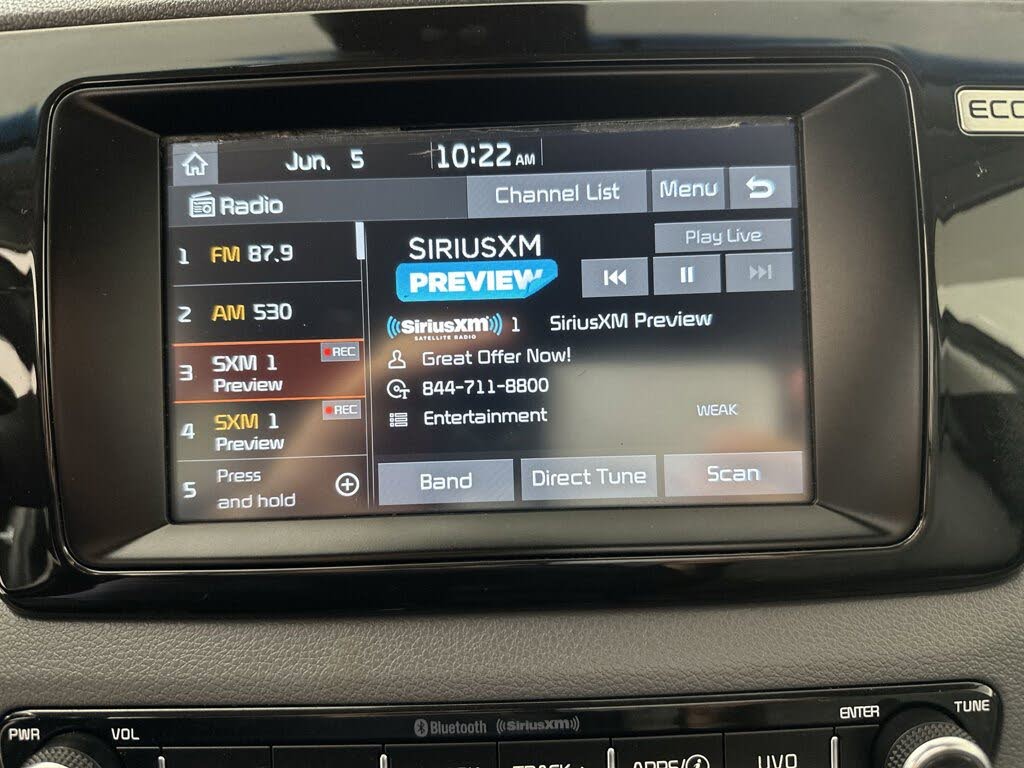 ECO
Jun. 5 10:22 AM
Radio Channel List Menu
1 FM 87.9
2 AM 530
3 SXM 1 REC
Preview
4 SXM 1 REC
Preview
5 Press
and hold
SIRIUSXM
PREVIEW
Play Live
((SiriusXM)) 1 SiriusXM Preview
SATELLITE RADIO
Great Offer Now!
844-711-8800
Entertainment
WEAK
Band Direct Tune Scan
Bluetooth ((SiriusXM))
PWR VOL ENTER TUNE
TRACK APPS/i UVO